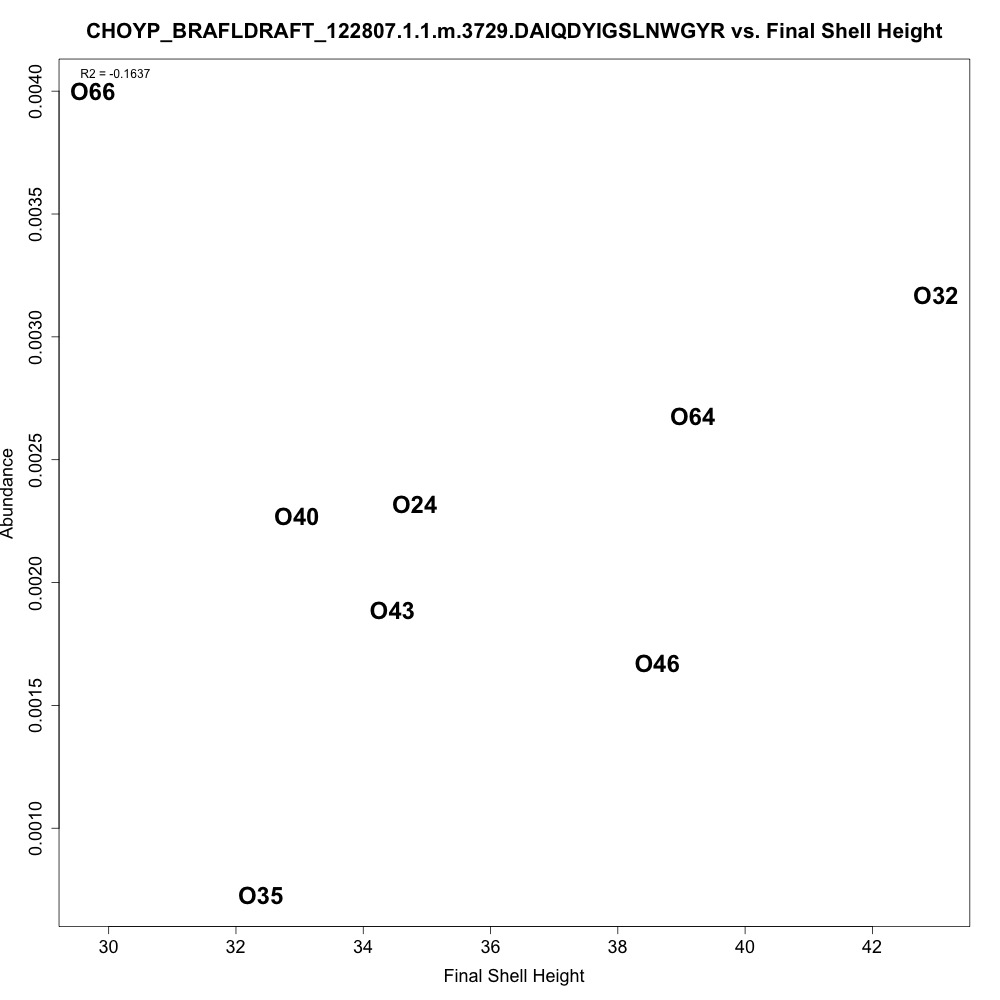 CHOYP_BRAFLDRAFT_122807.1.1.m.3729.DAIQDYIGSLNWGYR vs. Final Shell Height
R2 = -0.1637
O66
O32
O64
O24
O40
O43
O46
O35
0.0040
0.0035
0.0030
0.0025
0.0020
0.0015
0.0010
Abundance
30 32 34 36 38 40 42
Final Shell Height